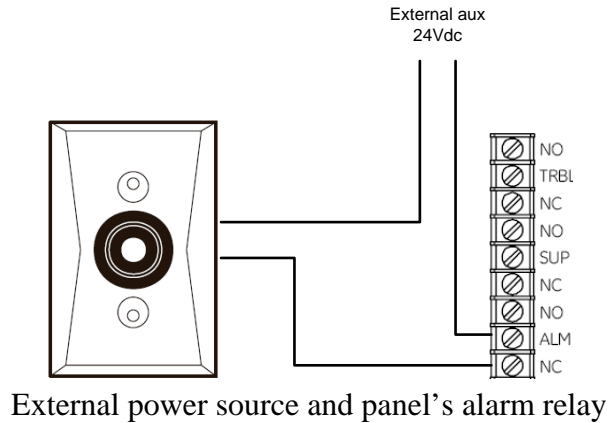 External aux
24Vdc
NO
TRBL
NC
NO
SUP
NC
NO
ALM
NC
External power source and panel's alarm relay